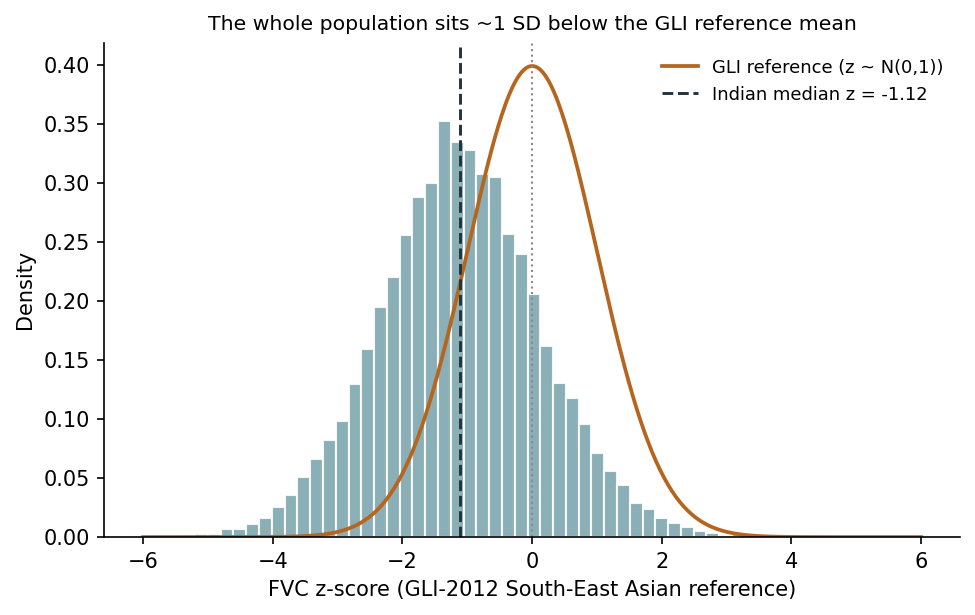 The whole population sits ~1 SD below the GLI reference mean
GLI reference (z ~ N(0,1))
Indian median z = -1.12
0.40
0.35
0.30
0.25
0.20
0.15
0.10
0.05
0.00
Density
−6 −4 −2 0 2 4 6
FVC z-score (GLI-2012 South-East Asian reference)